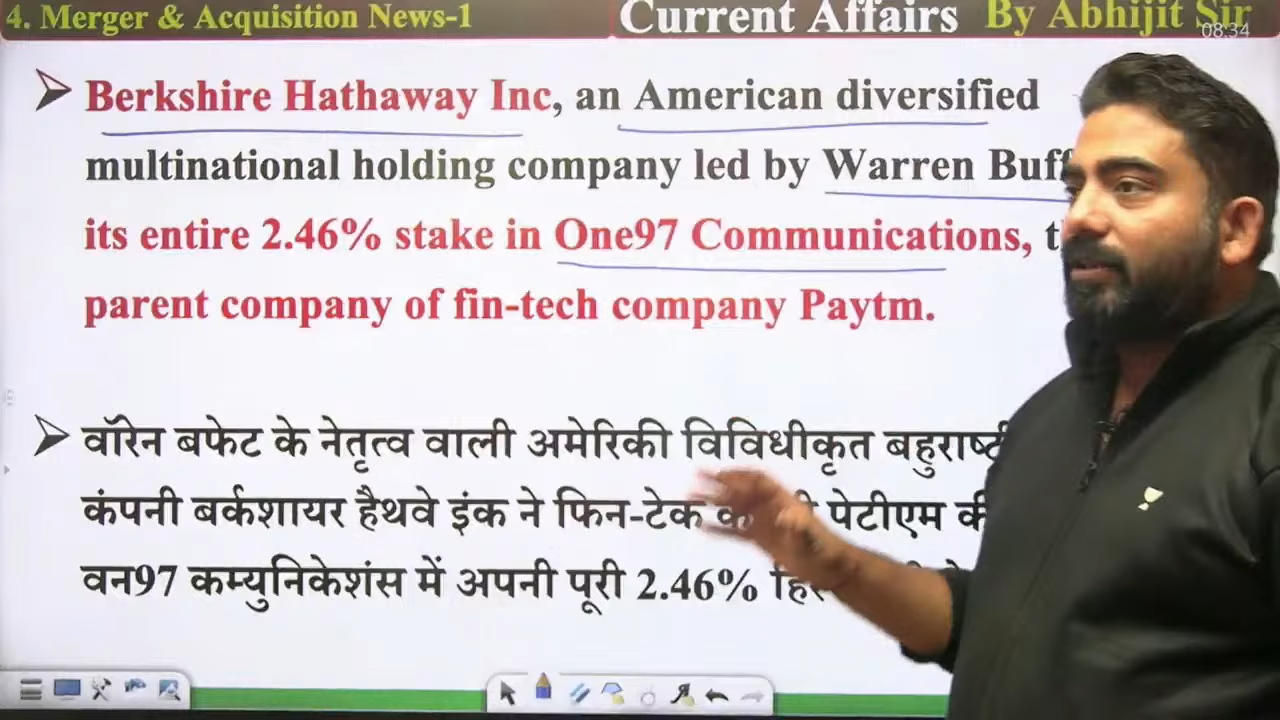 4. Merger & Acquisition News-1
Current Affairs By Abhijit Sir
08:34
Berkshire Hathaway Inc, an American diversified
multinational holding company led by Warren
its entire 2.46% stake in One97 Communications,
parent company of fin-tech company Paytm.
वॉरेन बफेट के नेतृत्व वाली अमेरिकी विविधीकृत
कंपनी बर्कशायर हैथवे इंक ने फिन-टेक पेटीएम की
वन97 कम्युनिकेशंस में अपनी पूरी 2.46%